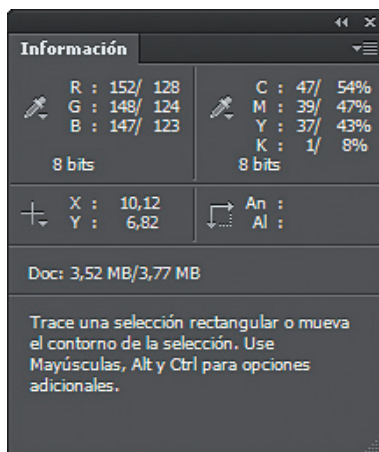 Información
R : 152/ 128
G : 148/ 124
B : 147/ 123
8 bits
C : 47/ 54%
M : 39/ 47%
Y : 37/ 43%
K : 1/ 8%
8 bits
X : 10,12
Y : 6,82
An :
Al :
Doc: 3,52 MB/3,77 MB
Trace una selección rectangular o mueva
el contorno de la selección. Use
Mayúsculas, Alt y Ctrl para opciones
adicionales.